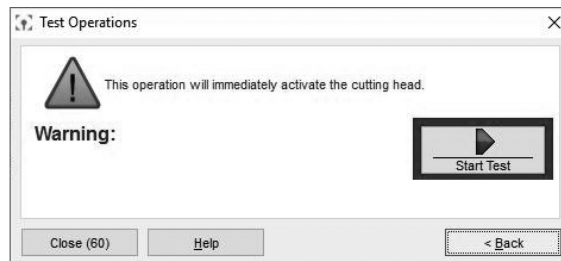 Test Operations
This operation will immediately activate the cutting head.
Warning:
Start Test
Close (60)
Help
< Back